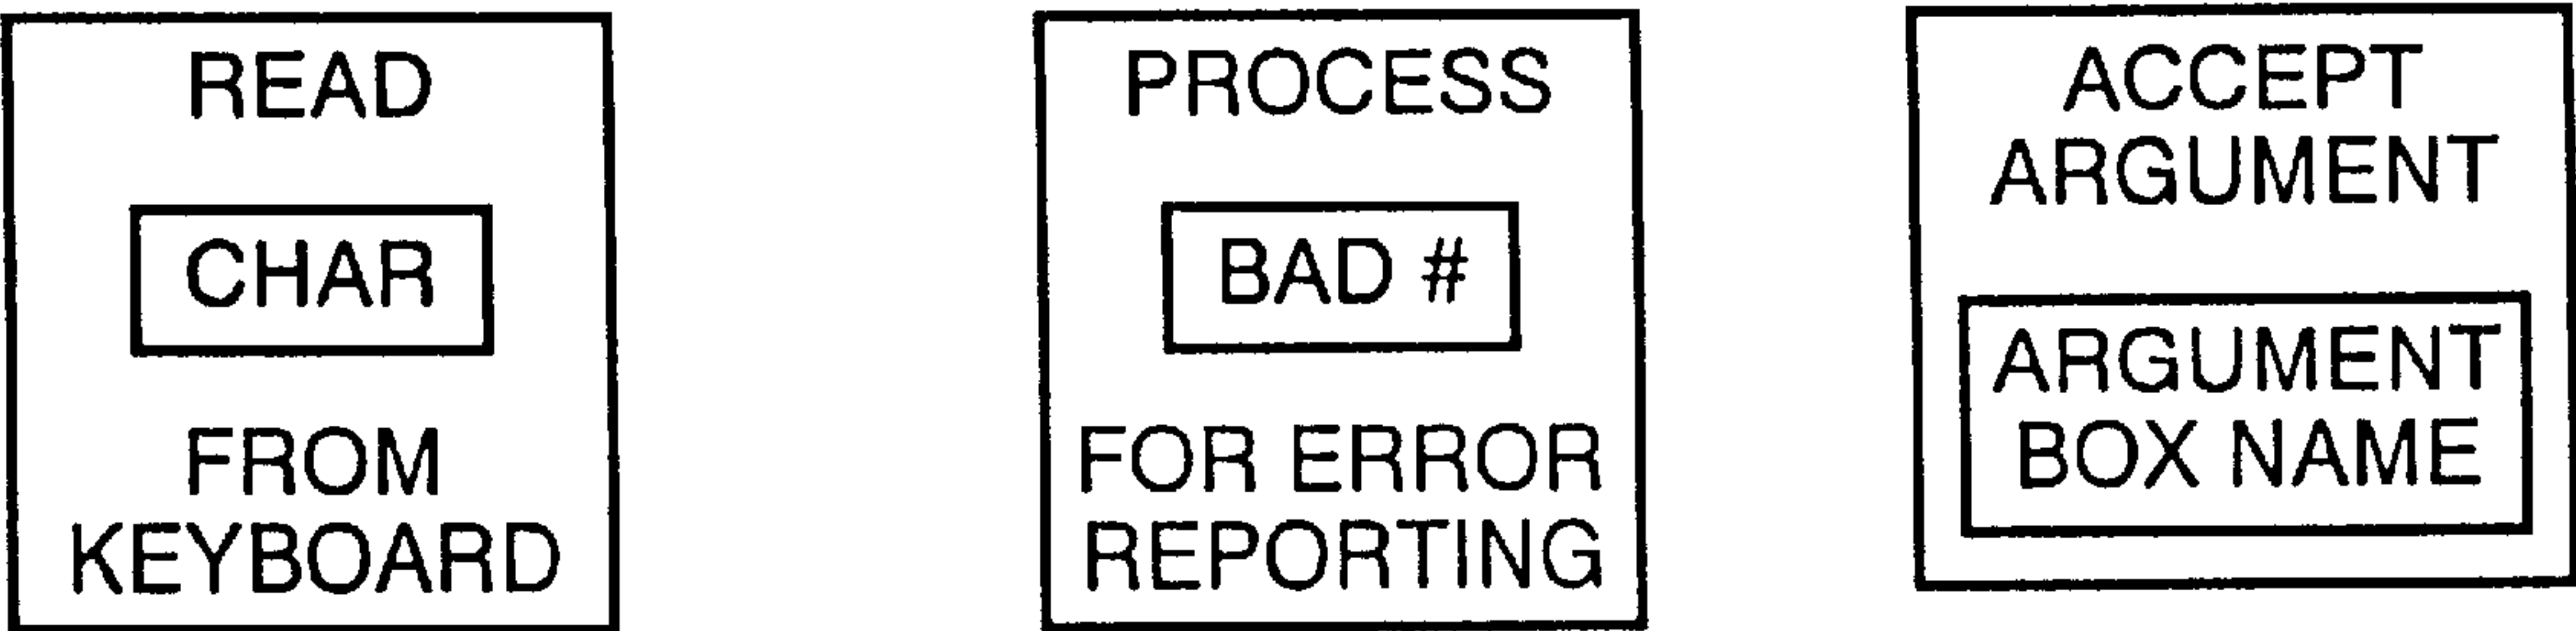 READ
CHAR
FROM
KEYBOARD
PROCESS
BAD #
FOR ERROR
REPORTING
ACCEPT
ARGUMENT
ARGUMENT
BOX NAME